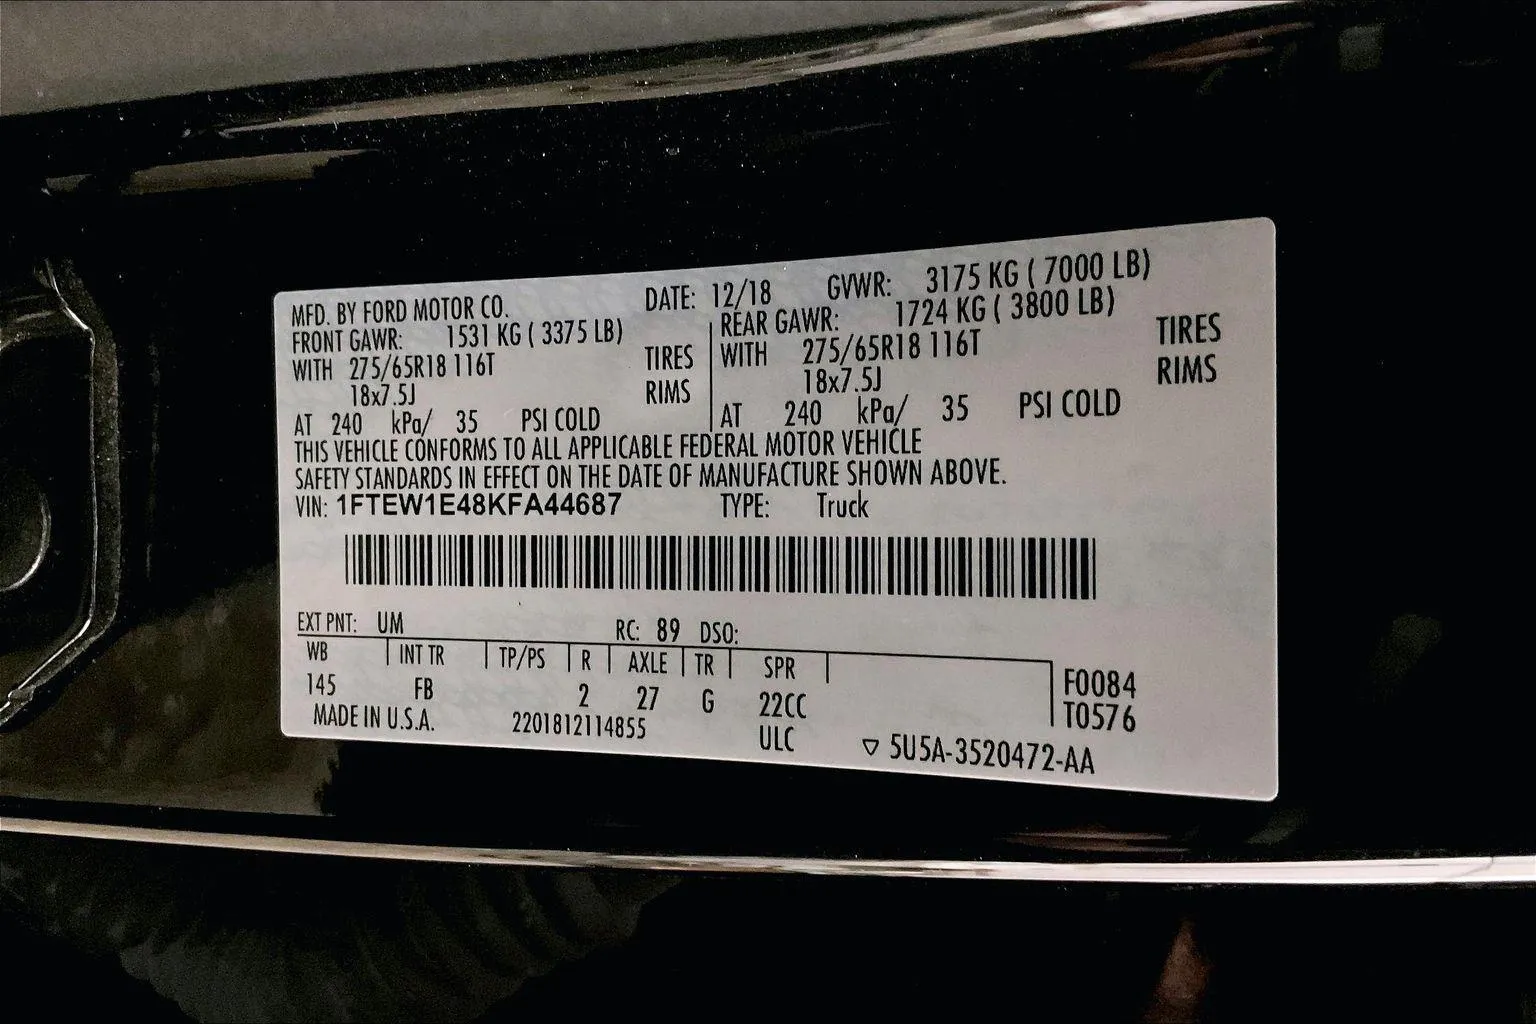 MFD. BY FORD MOTOR CO. DATE: 12/18 GVWR: 3175 KG ( 7000 LB)
FRONT GAWR: 1531 KG ( 3375 LB) REAR GAWR: 1724 KG ( 3800 LB)
WITH 275/65R18 116T TIRES WITH 275/65R18 116T TIRES
18x7.5J RIMS 18x7.5J RIMS
AT 240 kPa/ 35 PSI COLD AT 240 kPa/ 35 PSI COLD
THIS VEHICLE CONFORMS TO ALL APPLICABLE FEDERAL MOTOR VEHICLE
SAFETY STANDARDS IN EFFECT ON THE DATE OF MANUFACTURE SHOWN ABOVE.
VIN: 1FTEW1E48KFA44687 TYPE: Truck
EXT PNT: UM RC: 89 DSO:
WB INT TR TP/PS R AXLE TR SPR
145 FB 2 27 G 22CC F0084
MADE IN U.S.A. 2201812114855 ULC T0576
▽ 5U5A-3520472-AA